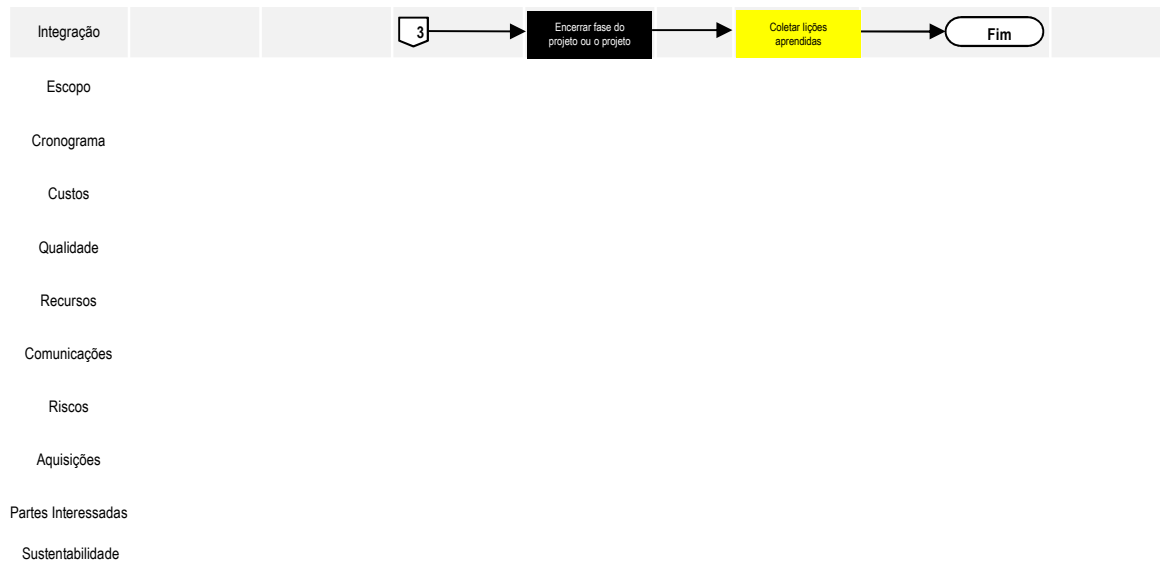 Integração
3
Encerrar fase do
projeto ou o projeto
Coletar lições
aprendidas
Fim
Escopo
Cronograma
Custos
Qualidade
Recursos
Comunicações
Riscos
Aquisições
Partes Interessadas
Sustentabilidade